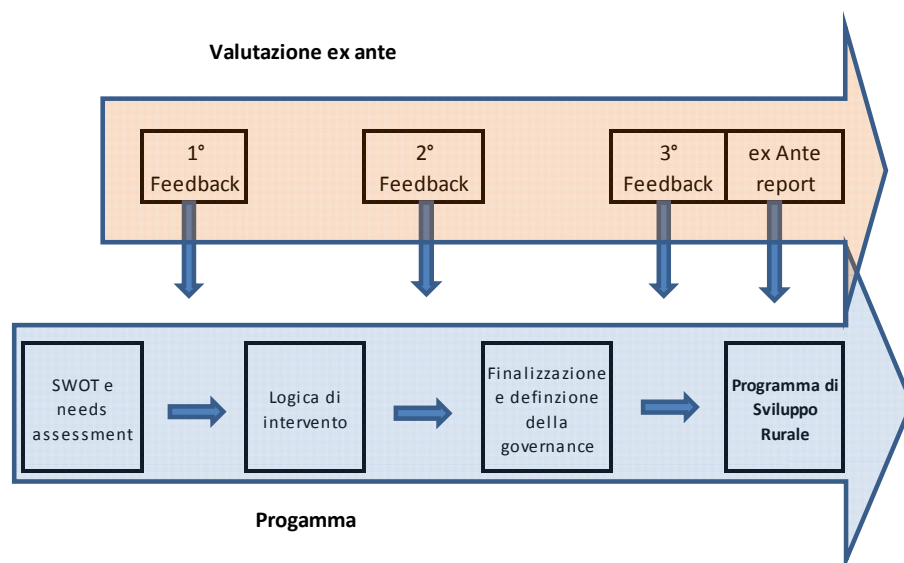 Valutazione ex ante
1°
Feedback
2°
Feedback
3°
Feedback
ex Ante
report
SWOT e
needs
assessment
Logica di
intervento
Finalizzazione
e definzione
della
governance
Programma di
Sviluppo
Rurale
Progamma